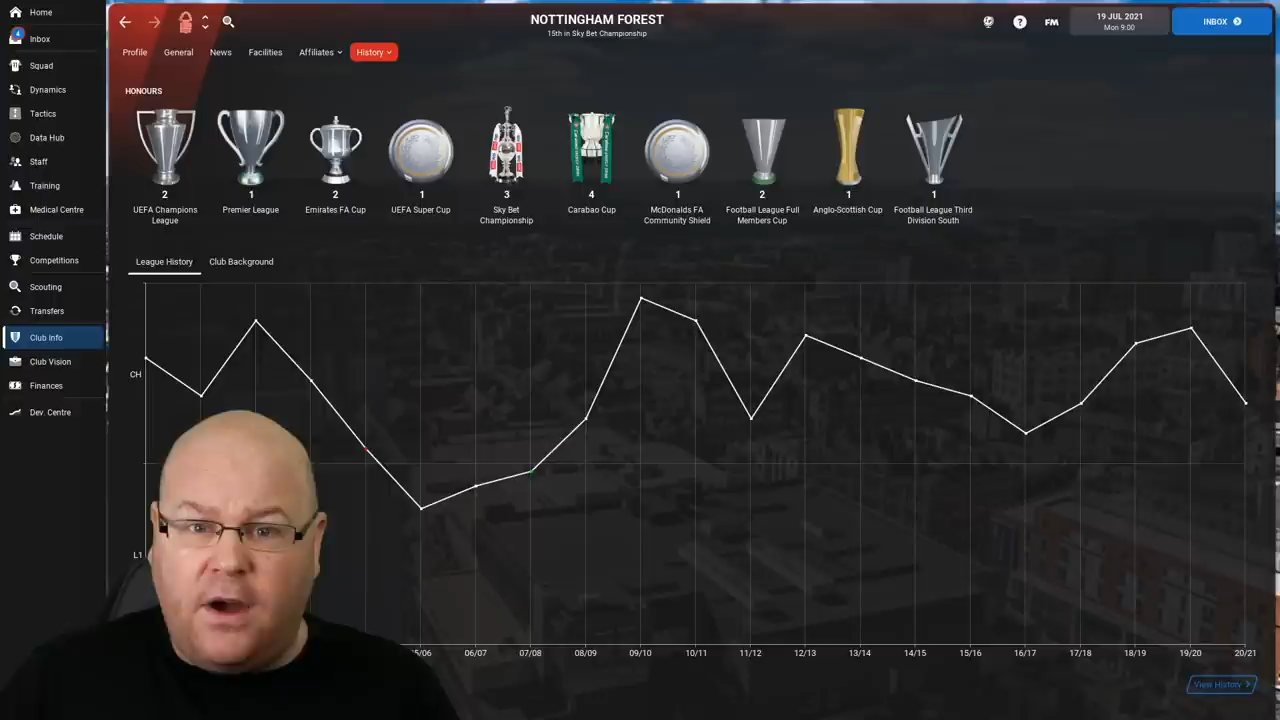 Home
4
Inbox
Squad
Dynamics
Tactics
Data Hub
Staff
Training
Medical Centre
Schedule
Competitions
Scouting
Transfers
Club Info
Club Vision
Finances
Dev. Centre
NOTTINGHAM FOREST
15th in Sky Bet Championship
?
FM
19 JUL 2021
Mon 9:00
INBOX
Profile
General
News
Facilities
Affiliates
History
HONOURS
2
UEFA Champions
League
1
Premier League
2
Emirates FA Cup
1
UEFA Super Cup
3
Sky Bet
Championship
4
Carabao Cup
1
McDonalds FA
Community Shield
2
Football League Full
Members Cup
1
Anglo-Scottish Cup
1
Football League Third
Division South
League History
Club Background
CH
L1
06/07
07/08
08/09
09/10
10/11
11/12
12/13
13/14
14/15
15/16
16/17
17/18
18/19
19/20
20/21
View History